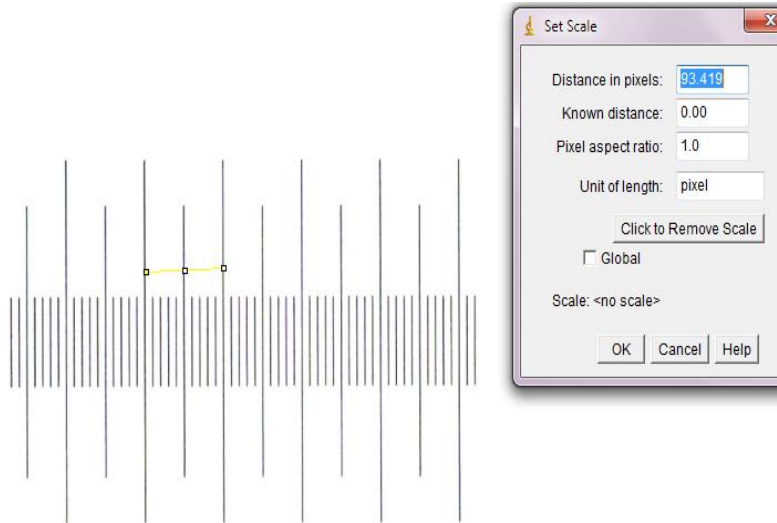 Set Scale
X
Distance in pixels: 93.419
Known distance: 0.00
Pixel aspect ratio: 1.0
Unit of length: pixel
Click to Remove Scale
Global
Scale: <no scale>
OK Cancel Help